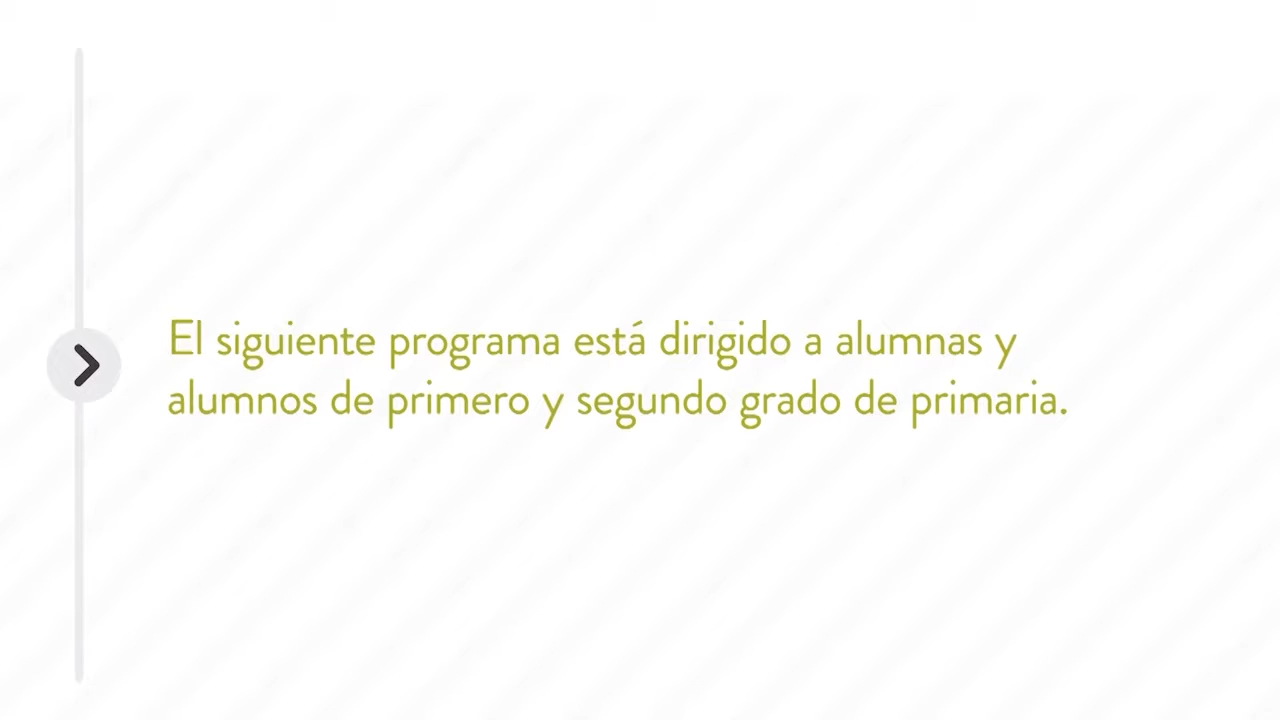 El siguiente programa está dirigido a alumnas y
alumnos de primero y segundo grado de primaria.